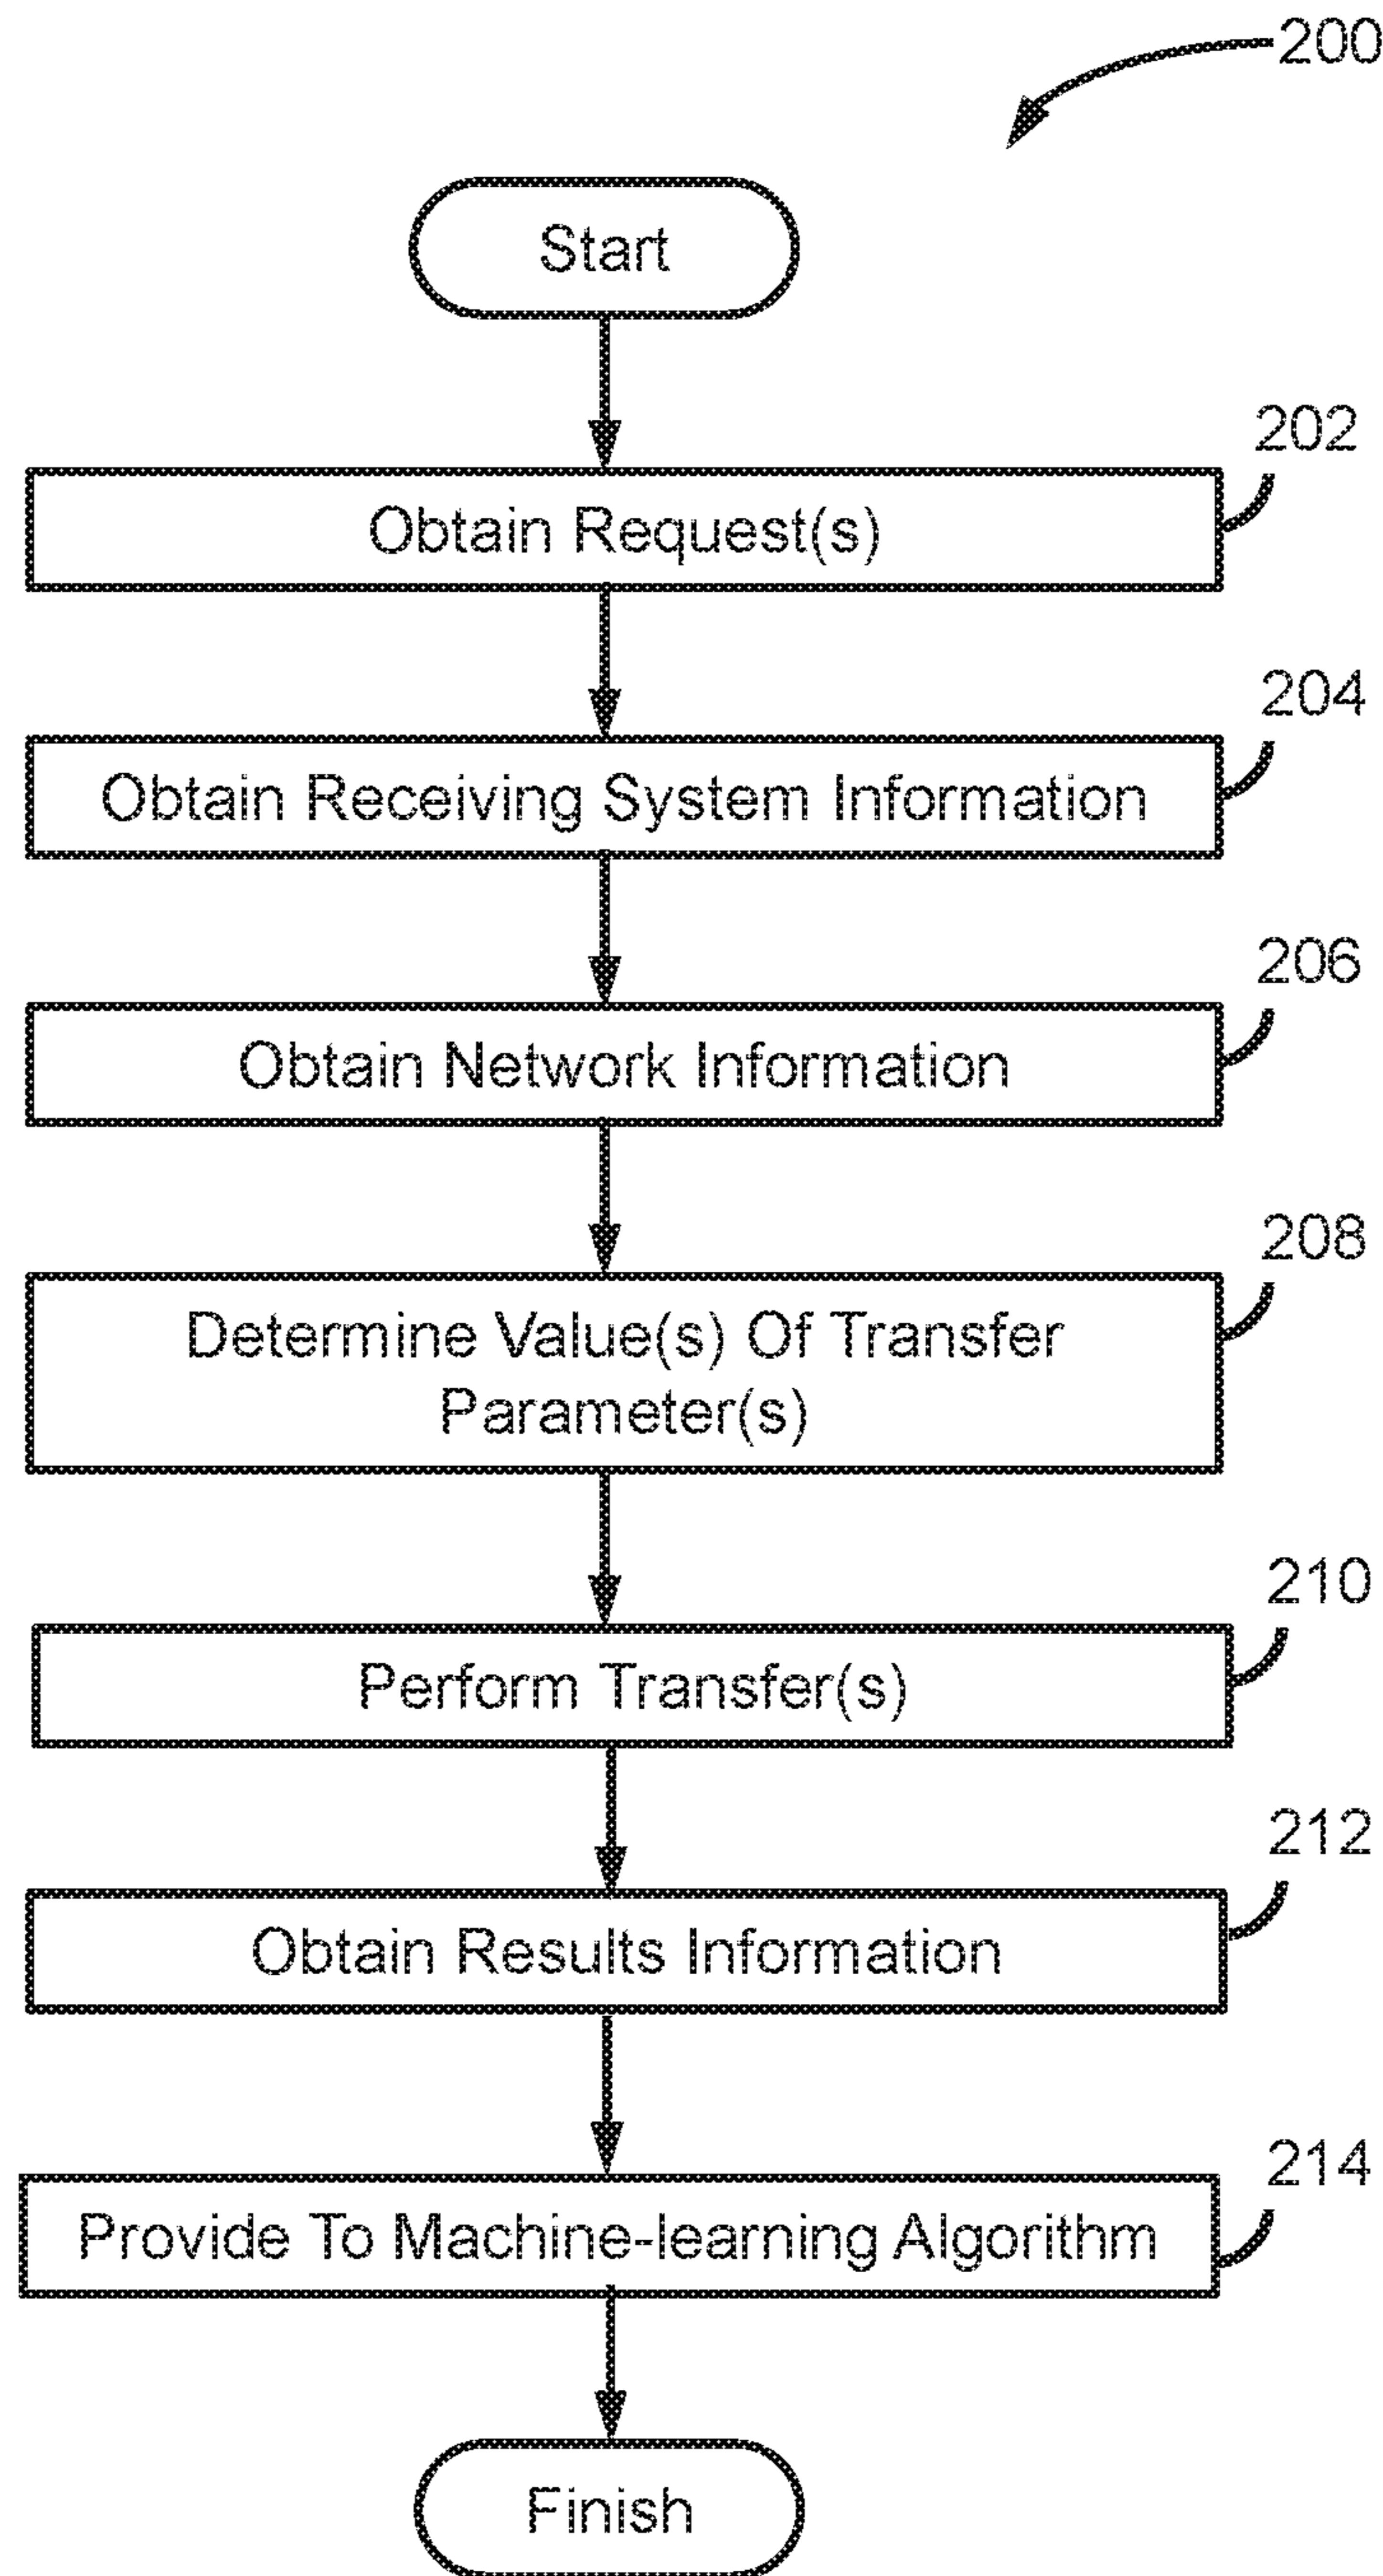 200
Start
202
Obtain Request(s)
204
Obtain Receiving System Information
206
Obtain Network Information
208
Determine Value(s) Of Transfer
Parameter(s)
210
Perform Transfer(s)
212
Obtain Results Information
214
Provide To Machine-learning Algorithm
Finish